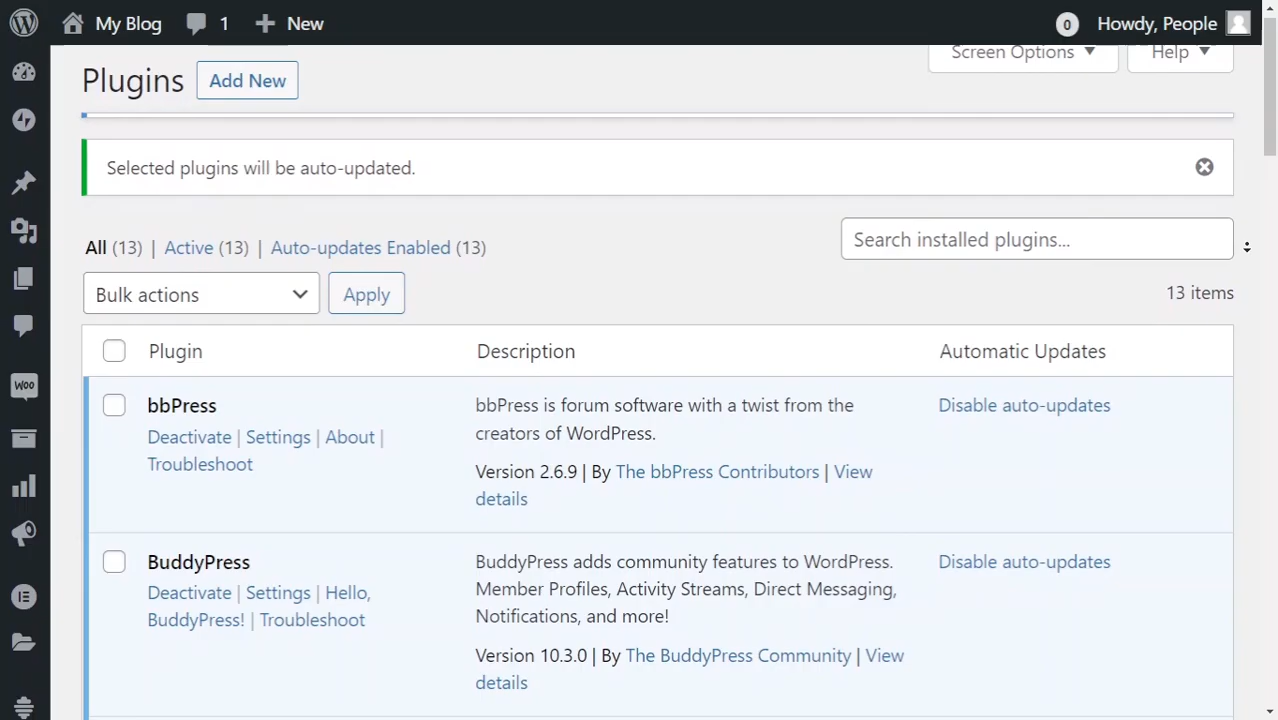 My Blog 1 New 0 Howdy, People
Screen Options Help
Plugins Add New
Selected plugins will be auto-updated.
All (13) | Active (13) | Auto-updates Enabled (13)
Search installed plugins...
Bulk actions Apply
13 items
Plugin Description Automatic Updates
bbPress
Deactivate | Settings | About |
Troubleshoot
bbPress is forum software with a twist from the
creators of WordPress.
Version 2.6.9 | By The bbPress Contributors | View
details
Disable auto-updates
BuddyPress
Deactivate | Settings | Hello,
BuddyPress! | Troubleshoot
BuddyPress adds community features to WordPress.
Member Profiles, Activity Streams, Direct Messaging,
Notifications, and more!
Version 10.3.0 | By The BuddyPress Community | View
details
Disable auto-updates
Woo